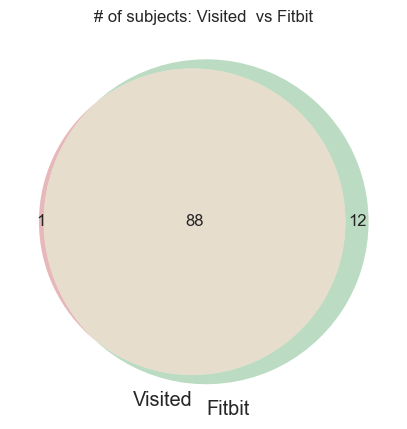 # of subjects: Visited  vs Fitbit
1
88
12
Visited
Fitbit